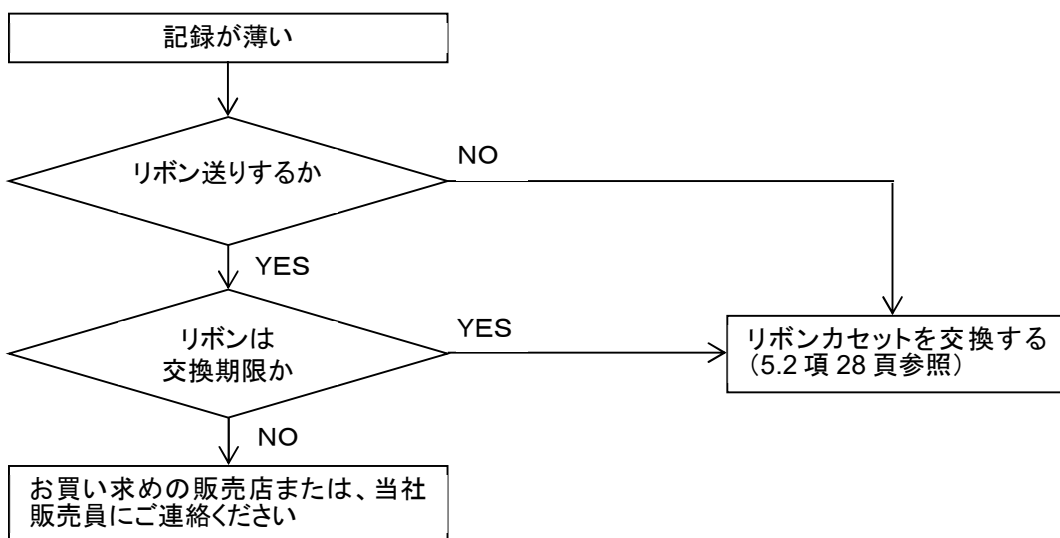 記録が薄い
リボン送りするか
NO
YES
リボンは
交換期限か
YES
リボンカセットを交換する
（5.2 項 28 頁参照）
NO
お買い求めの販売店または、当社
販売員にご連絡ください